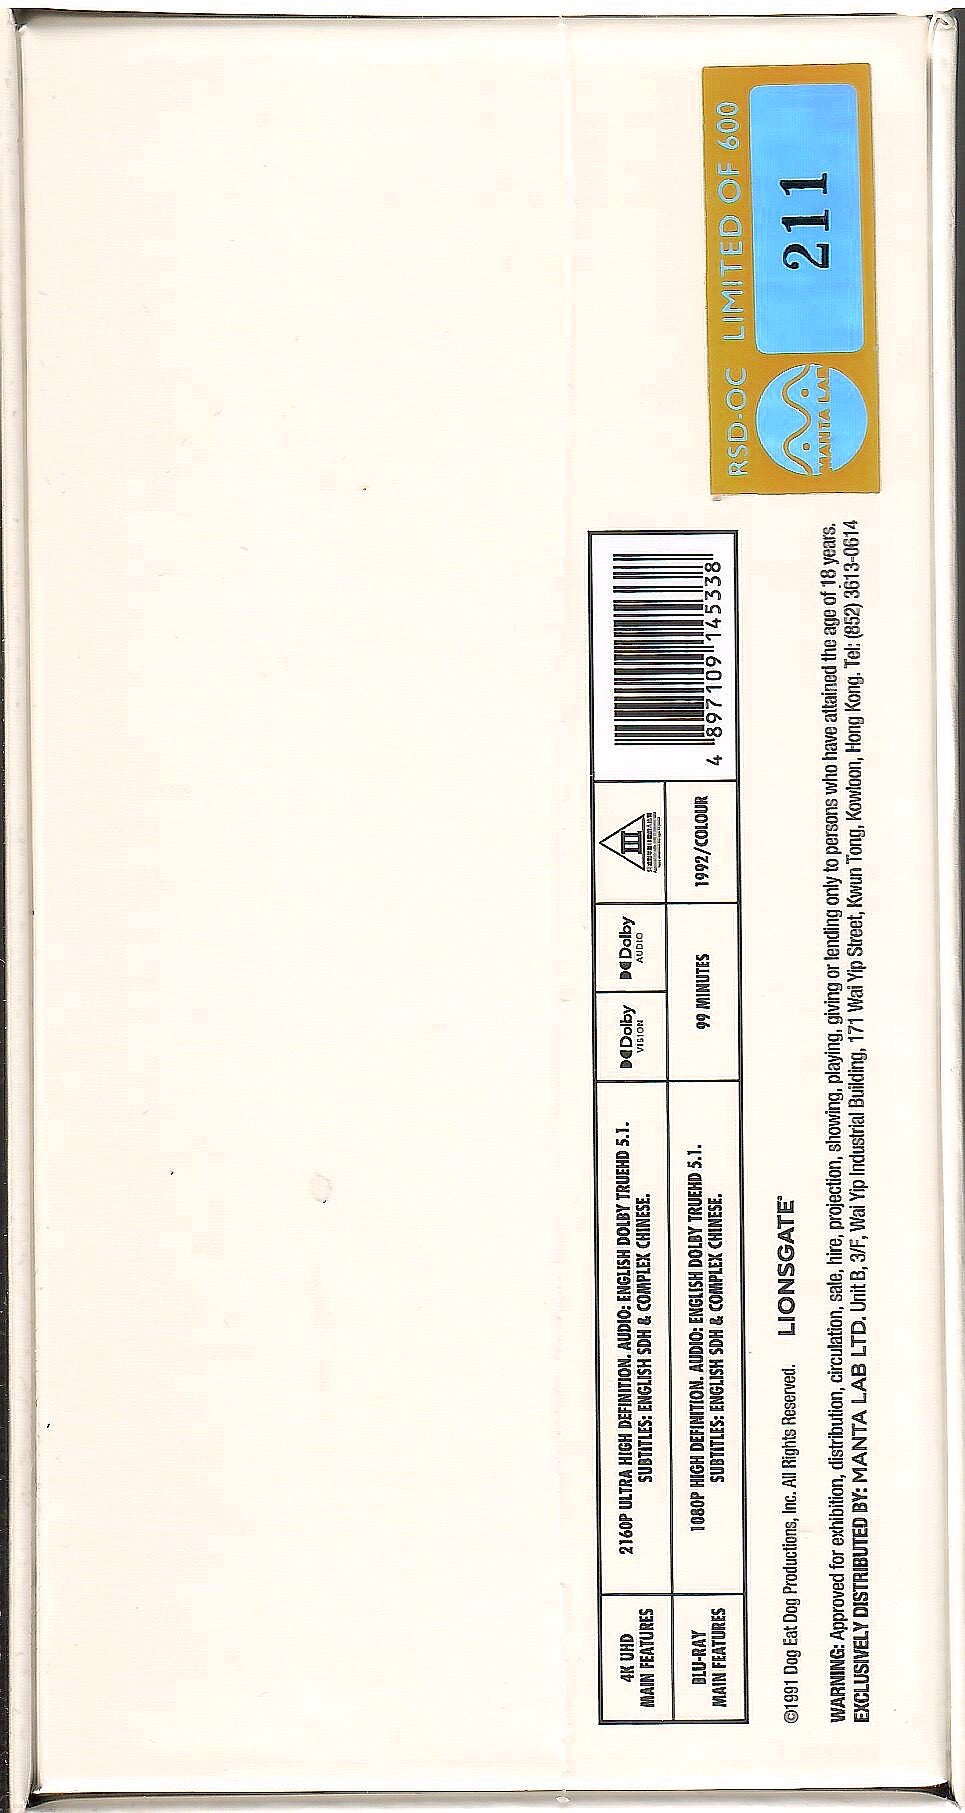 RSD-OC LIMITED OF 600
MANTA LAB
211
4K UHD
MAIN FEATURES
2160P ULTRA HIGH DEFINITION. AUDIO: ENGLISH DOLBY TRUEHD 5.1.
SUBTITLES: ENGLISH SDH & COMPLEX CHINESE.
Dolby
VISION
Dolby
AUDIO
III
BLU-RAY
MAIN FEATURES
1080P HIGH DEFINITION. AUDIO: ENGLISH DOLBY TRUEHD 5.1.
SUBTITLES: ENGLISH SDH & COMPLEX CHINESE.
99 MINUTES
1992/COLOUR
4 897109 145338
©1991 Dog Eat Dog Productions, Inc. All Rights Reserved. LIONSGATE
WARNING: Approved for exhibition, distribution, circulation, sale, hire, projection, showing, playing, giving or lending only to persons who have attained the age of 18 years.
EXCLUSIVELY DISTRIBUTED BY: MANTA LAB LTD. Unit B, 3/F, Wai Yip Industrial Building, 171 Wai Yip Street, Kwun Tong, Kowloon, Hong Kong. Tel: (852) 3613-0614